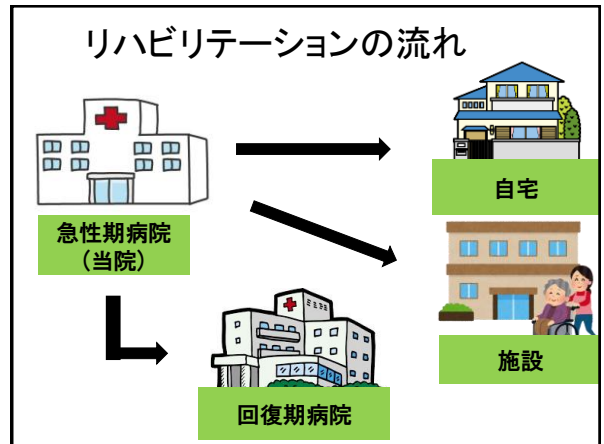 リハビリテーションの流れ
自宅
急性期病院
（当院）
施設
回復期病院